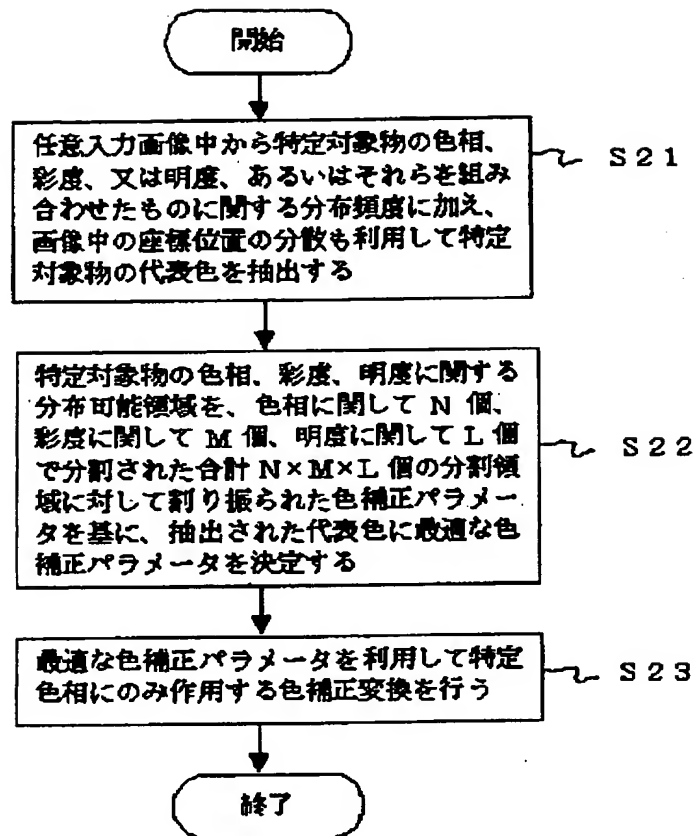 開始
任意入力画像中から特定対象物の色相、
彩度、又は明度、あるいはそれらを組み
合わせたものに関する分布頻度に加え、
画像中の座標位置の分散も利用して特定
対象物の代表色を抽出する
S21
特定対象物の色相、彩度、明度に関する
分布可能領域を、色相に関して N 個、
彩度に関して M 個、明度に関して L 個
で分割された合計 N×M×L 個の分割領
域に対して割り振られた色補正パラメー
タを基に、抽出された代表色に最適な色
補正パラメータを決定する
S22
最適な色補正パラメータを利用して特定
色相にのみ作用する色補正変換を行う
S23
終了